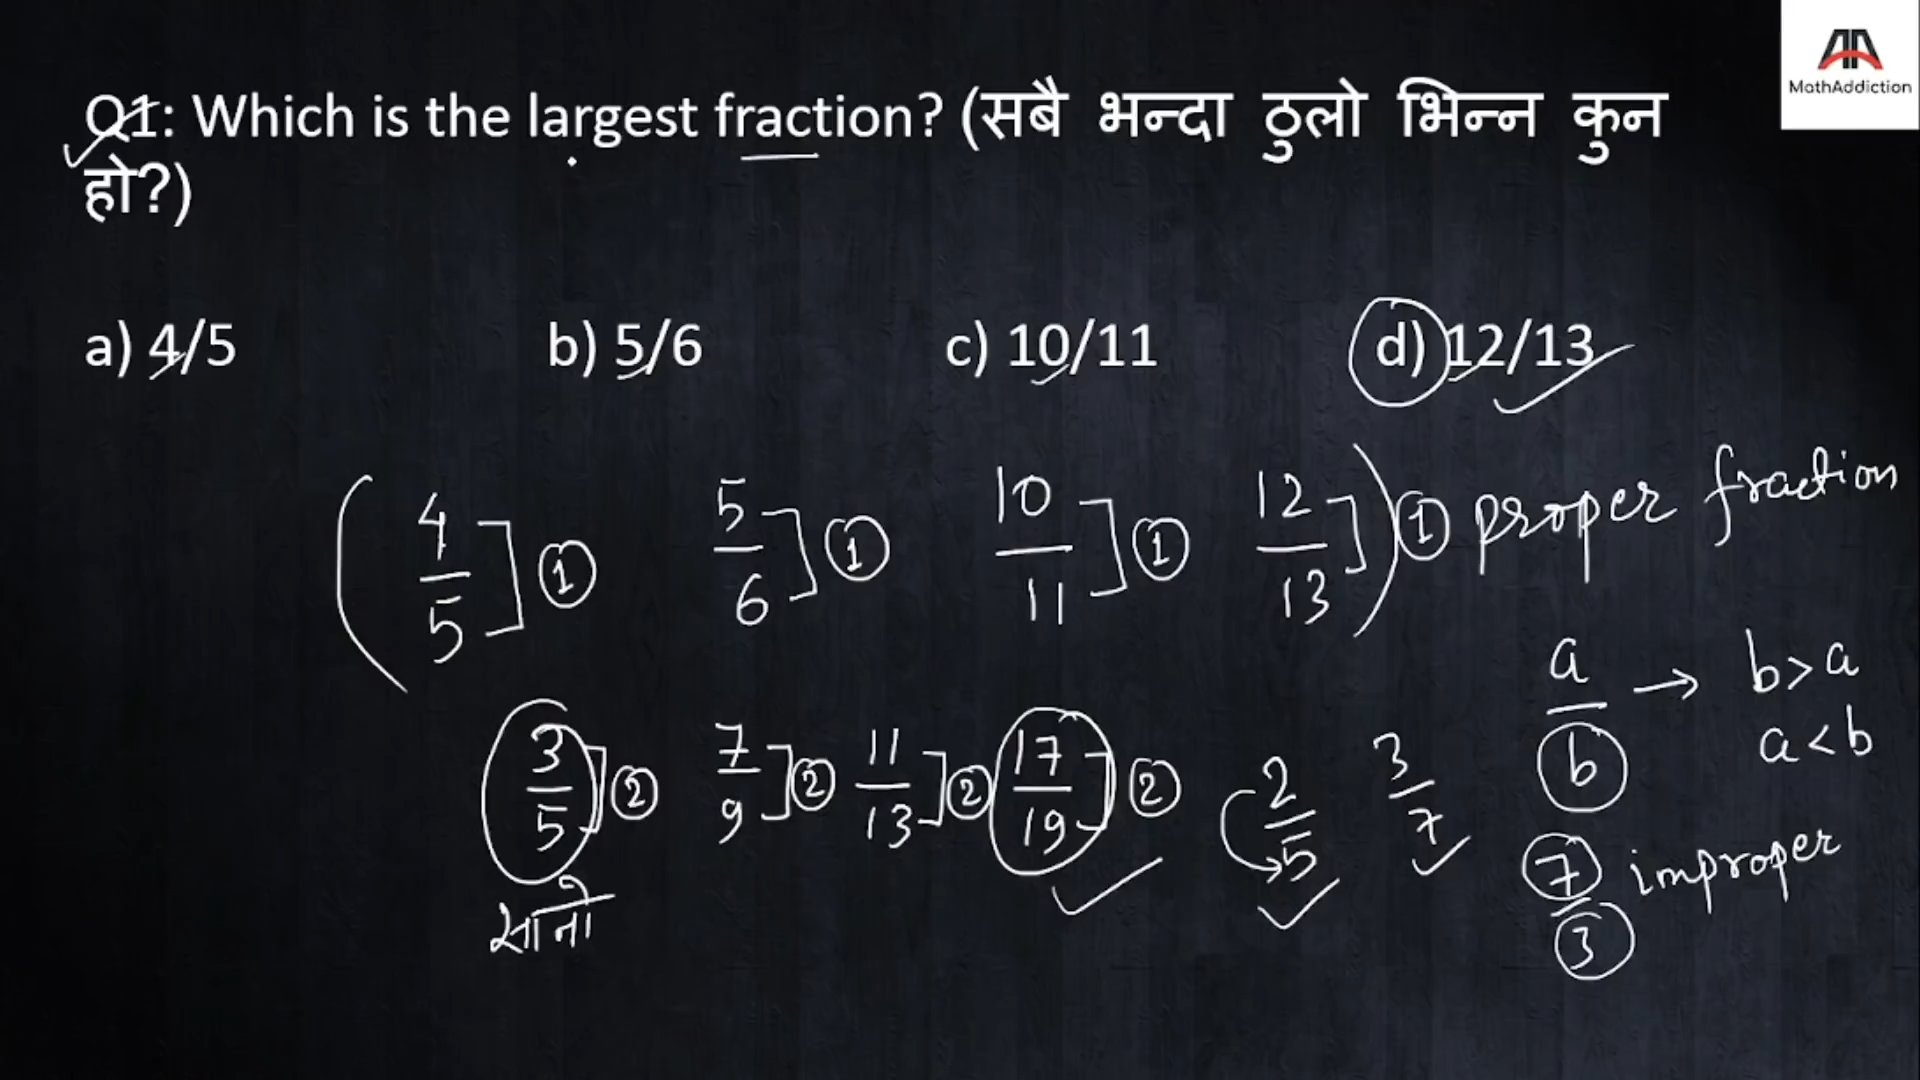 MathAddiction
Q1: Which is the largest fraction? (सबै भन्दा ठुलो भिन्न कुन
हो?)
a) 4/5 b) 5/6 c) 10/11 d) 12/13
( 4/5 ] 1 5/6 ] 1 10/11 ] 1 12/13 ] ) 1 proper fraction
a/b → b>a
a<b
3/5 ] 2 7/9 ] 2 11/13 ] 2 17/19 ] 2 2/5 3/7
7/3 improper
सानो